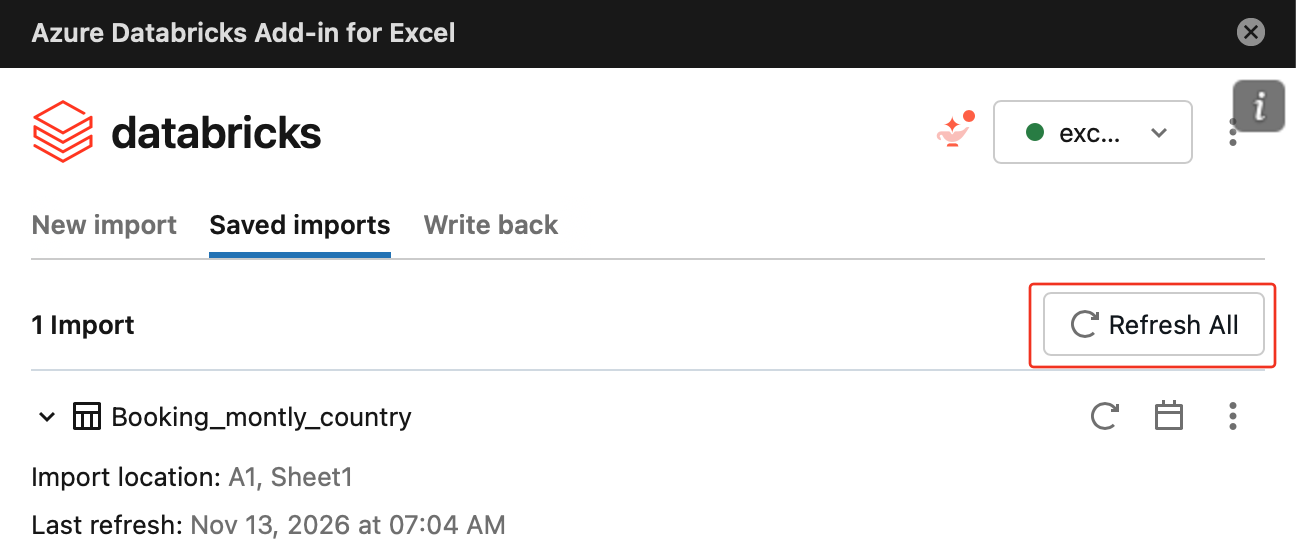 Azure Databricks Add-in for Excel
databricks
exc...
i
New import Saved imports Write back
1 Import
Refresh All
Booking_montly_country
Import location: A1, Sheet1
Last refresh: Nov 13, 2026 at 07:04 AM